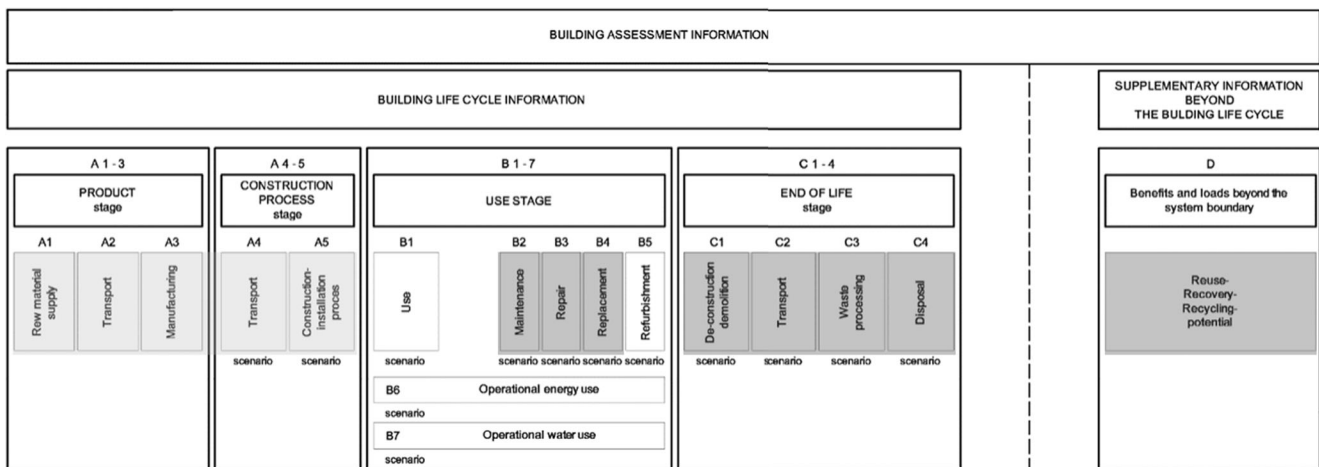 BUILDING ASSESSMENT INFORMATION
BUILDING LIFE CYCLE INFORMATION
SUPPLEMENTARY INFORMATION
BEYOND
THE BULDING LIFE CYCLE
A 1 - 3
PRODUCT
stage
A1
A2
A3
Rew material
supply
Transport
Manufacturing
A 4 - 5
CONSTRUCTION
PROCESS
stage
A4
A5
Transport
Construction-
installation
proces
scenario
scenario
B 1 - 7
USE STAGE
B1
B2
B3
B4
B5
Use
Maintenance
Repair
Replacement
Refurbishment
scenario
scenario
scenario
scenario
scenario
B6
Operational energy use
scenario
B7
Operational water use
scenario
C 1 - 4
END OF LIFE
stage
C1
C2
C3
C4
De-construction
demolition
Transport
Waste
processing
Disposal
scenario
scenario
scenario
scenario
D
Benefits and loads beyond the
system boundary
Reuse-
Recovery-
Recycling-
potential